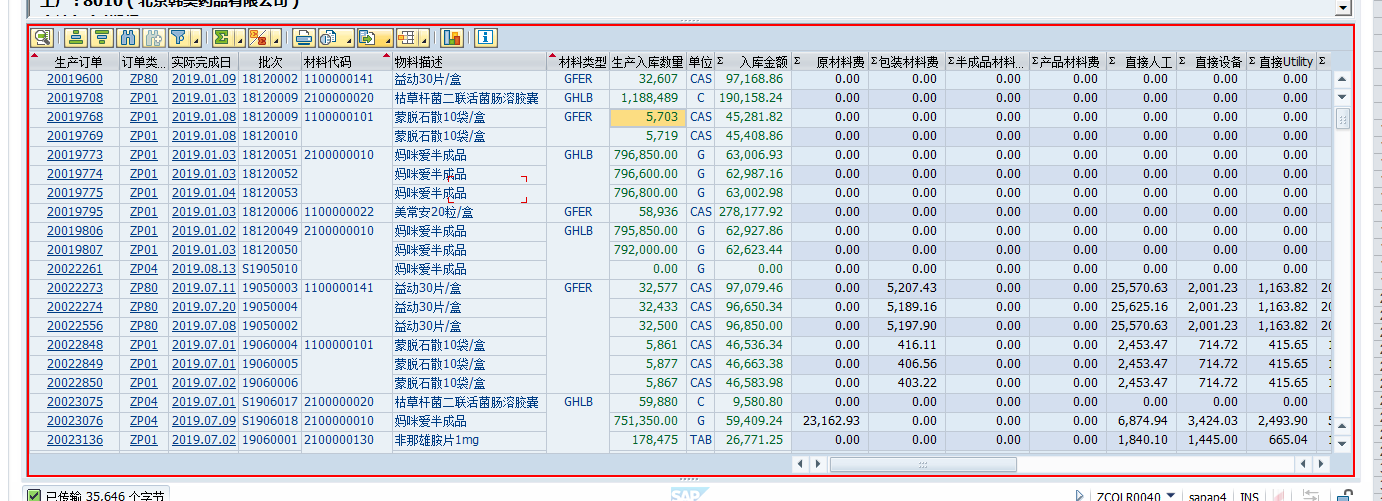 工厂 : 8010 ( 北京韩美药品有限公司 )
生产订单 订单类... 实际完成日 批次 材料代码 物料描述 材料类型 生产入库数量 单位 Σ 入库金额 Σ 原材料费 Σ包装材料费 Σ半成品材料... Σ产品材料费 Σ 直接人工 Σ 直接设备 Σ 直接Utility Σ
20019600 ZP80 2019.01.09 18120002 1100000141 益动30片/盒 GFER 32,607 CAS 97,168.86 0.00 0.00 0.00 0.00 0.00 0.00 0.00
20019708 ZP01 2019.01.03 18120009 2100000020 枯草杆菌二联活菌肠溶胶囊 GHLB 1,188,489 C 190,158.24 0.00 0.00 0.00 0.00 0.00 0.00 0.00
20019768 ZP01 2019.01.08 18120009 1100000101 蒙脱石散10袋/盒 GFER 5,703 CAS 45,281.82 0.00 0.00 0.00 0.00 0.00 0.00 0.00
20019769 ZP01 2019.01.08 18120010 蒙脱石散10袋/盒 5,719 CAS 45,408.86 0.00 0.00 0.00 0.00 0.00 0.00 0.00
20019773 ZP01 2019.01.03 18120051 2100000010 妈咪爱半成品 GHLB 796,850.00 G 63,006.93 0.00 0.00 0.00 0.00 0.00 0.00 0.00
20019774 ZP01 2019.01.03 18120052 妈咪爱半成品 796,600.00 G 62,987.16 0.00 0.00 0.00 0.00 0.00 0.00 0.00
20019775 ZP01 2019.01.04 18120053 妈咪爱半成品 796,800.00 G 63,002.98 0.00 0.00 0.00 0.00 0.00 0.00 0.00
20019795 ZP01 2019.01.03 18120006 1100000022 美常安20粒/盒 GFER 58,936 CAS 278,177.92 0.00 0.00 0.00 0.00 0.00 0.00 0.00
20019806 ZP01 2019.01.02 18120049 2100000010 妈咪爱半成品 GHLB 795,850.00 G 62,927.86 0.00 0.00 0.00 0.00 0.00 0.00 0.00
20019807 ZP01 2019.01.03 18120050 妈咪爱半成品 792,000.00 G 62,623.44 0.00 0.00 0.00 0.00 0.00 0.00 0.00
20022261 ZP04 2019.08.13 S1905010 妈咪爱半成品 0.00 G 0.00 0.00 0.00 0.00 0.00 0.00 0.00 0.00
20022273 ZP80 2019.07.11 19050003 1100000141 益动30片/盒 GFER 32,577 CAS 97,079.46 0.00 5,207.43 0.00 0.00 25,570.63 2,001.23 1,163.82
20022274 ZP80 2019.07.20 19050004 益动30片/盒 32,433 CAS 96,650.34 0.00 5,189.16 0.00 0.00 25,625.16 2,001.23 1,163.82
20022556 ZP80 2019.07.08 19050002 益动30片/盒 32,500 CAS 96,850.00 0.00 5,197.90 0.00 0.00 25,570.63 2,001.23 1,163.82
20022848 ZP01 2019.07.01 19060004 1100000101 蒙脱石散10袋/盒 5,861 CAS 46,536.34 0.00 416.11 0.00 0.00 2,453.47 714.72 415.65
20022849 ZP01 2019.07.01 19060005 蒙脱石散10袋/盒 5,877 CAS 46,663.38 0.00 406.56 0.00 0.00 2,453.47 714.72 415.65
20022850 ZP01 2019.07.02 19060006 蒙脱石散10袋/盒 5,867 CAS 46,583.98 0.00 403.22 0.00 0.00 2,453.47 714.72 415.65
20023075 ZP04 2019.07.01 S1906017 2100000020 枯草杆菌二联活菌肠溶胶囊 GHLB 59,880 C 9,580.80 0.00 0.00 0.00 0.00 0.00 0.00 0.00
20023076 ZP04 2019.07.09 S1906018 2100000010 妈咪爱半成品 751,350.00 G 59,409.24 23,162.93 0.00 0.00 0.00 6,874.94 3,424.03 2,493.90
20023136 ZP01 2019.07.02 19060001 2100000130 非那雄胺片1mg 178,475 TAB 26,771.25 0.00 0.00 0.00 0.00 1,840.10 1,445.00 665.04
已传输 35,646 个字节 SAP ZCOLR0040 sapap4 INS